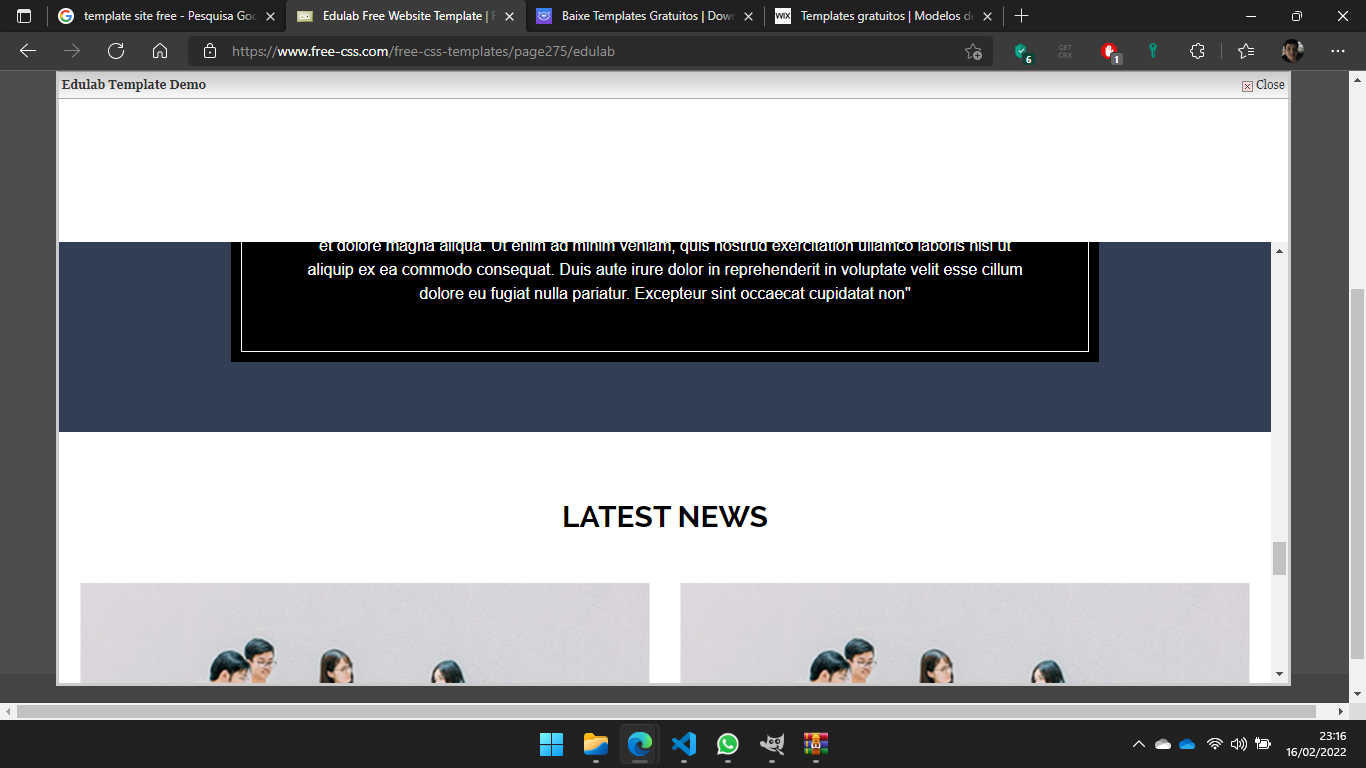 template site free - Pesquisa Goo
Edulab Free Website Template | F
Baixe Templates Gratuitos | Dow
Templates gratuitos | Modelos de
WIX
https://www.free-css.com/free-css-templates/page275/edulab
6
GET
CRX
1
Edulab Template Demo
Close
et dolore magna aliqua. Ut enim ad minim veniam, quis nostrud exercitation ullamco laboris nisi ut
aliquip ex ea commodo consequat. Duis aute irure dolor in reprehenderit in voluptate velit esse cillum
dolore eu fugiat nulla pariatur. Excepteur sint occaecat cupidatat non"
LATEST NEWS
23:16
16/02/2022